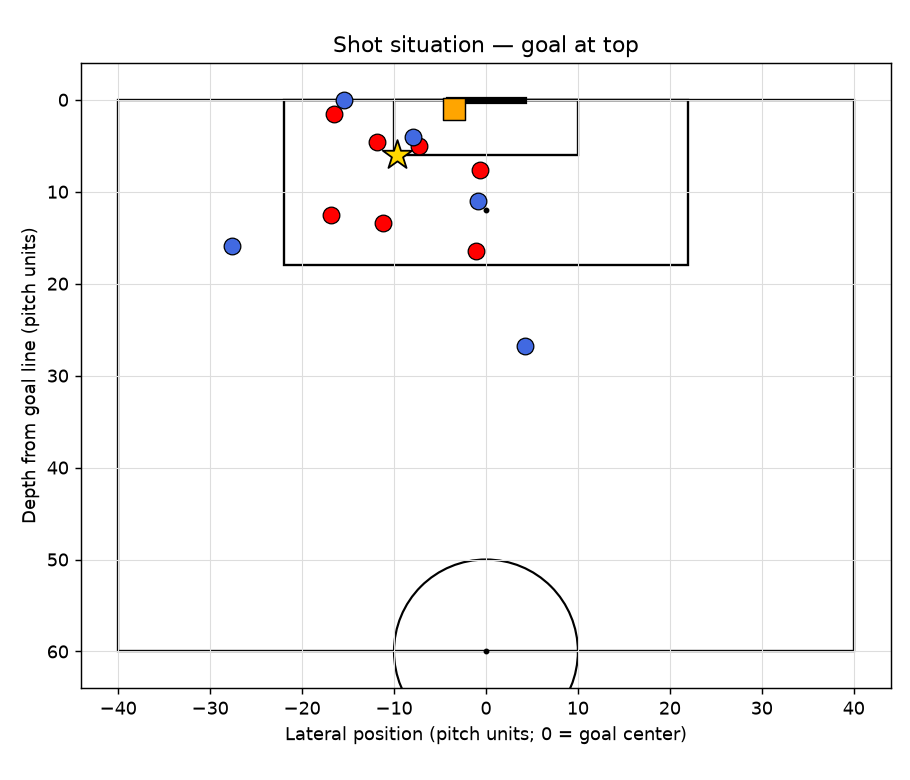 Shot situation — goal at top
0
10
20
30
40
50
60
Depth from goal line (pitch units)
−40 −30 −20 −10 0 10 20 30 40
Lateral position (pitch units; 0 = goal center)